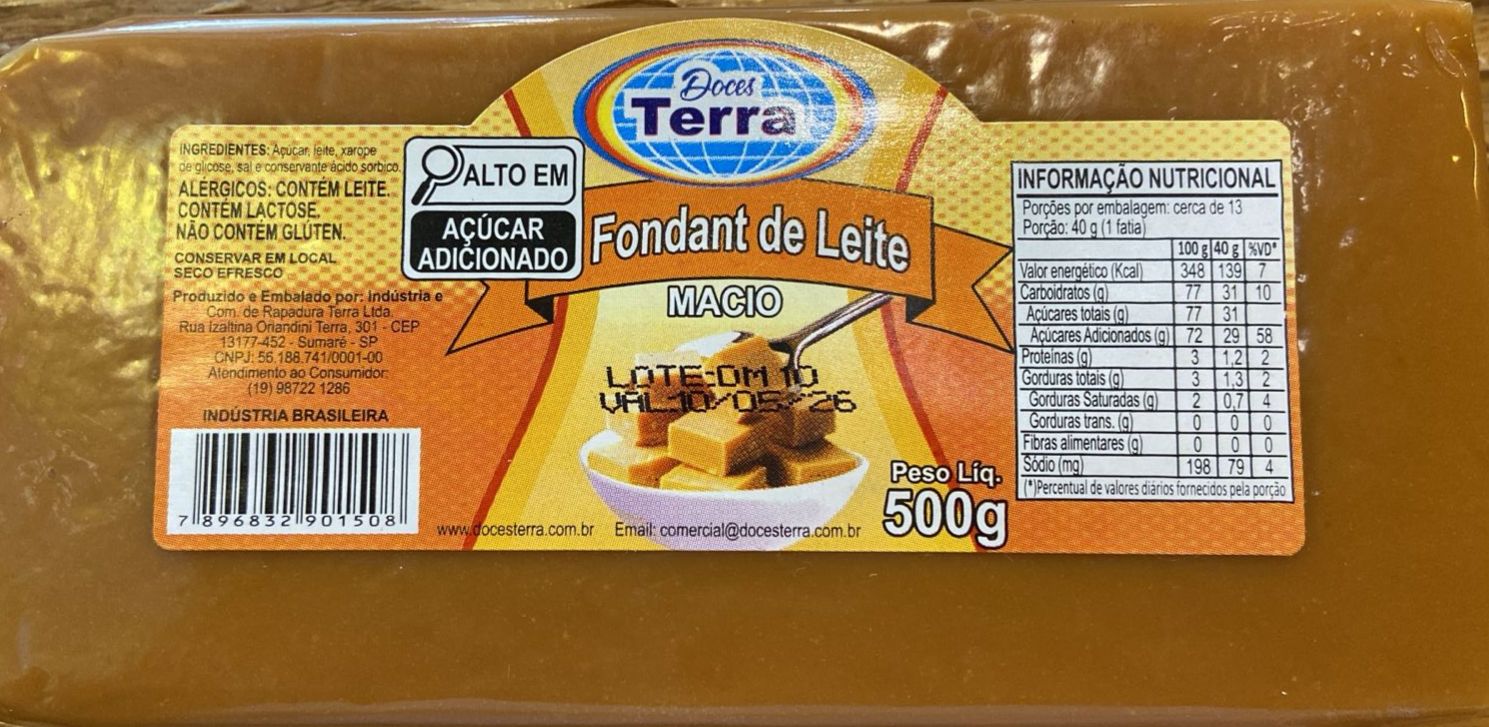 Doces
Terra
INGREDIENTES: Açúcar, leite, xarope
de glicose, sal e conservante ácido sórbico.
ALÉRGICOS: CONTÉM LEITE.
CONTÉM LACTOSE.
NÃO CONTÉM GLÚTEN.
CONSERVAR EM LOCAL
SECO EFRESCO
Produzido e Embalado por: Indústria e
Com. de Rapadura Terra Ltda.
Rua Izaltina Oriandini Terra, 301 - CEP
13177-452 - Sumaré - SP
CNPJ: 56.188.741/0001-00
Atendimento ao Consumidor:
(19) 98722 1286
INDÚSTRIA BRASILEIRA
7 896832 901508
ALTO EM
AÇÚCAR
ADICIONADO
Fondant de Leite
MACIO
LOTE:DM 10
VAL:10/05/26
www.docesterra.com.br Email: comercial@docesterra.com.br
Peso Líq.
500g
INFORMAÇÃO NUTRICIONAL
Porções por embalagem: cerca de 13
Porção: 40 g (1 fatia)
100 g 40 g %VD*
Valor energético (Kcal) 348 139 7
Carboidratos (g) 77 31 10
Açúcares totais (g) 77 31
Açúcares Adicionados (g) 72 29 58
Proteínas (g) 3 1,2 2
Gorduras totais (g) 3 1,3 2
Gorduras Saturadas (g) 2 0,7 4
Gorduras trans. (g) 0 0 0
Fibras alimentares (g) 0 0 0
Sódio (mg) 198 79 4
(*)Percentual de valores diários fornecidos pela porção